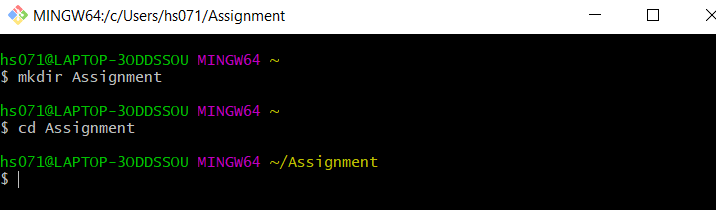 MINGW64:/c/Users/hs071/Assignment
hs071@LAPTOP-3ODDSSOU MINGW64 ~
$ mkdir Assignment
hs071@LAPTOP-3ODDSSOU MINGW64 ~
$ cd Assignment
hs071@LAPTOP-3ODDSSOU MINGW64 ~/Assignment
$